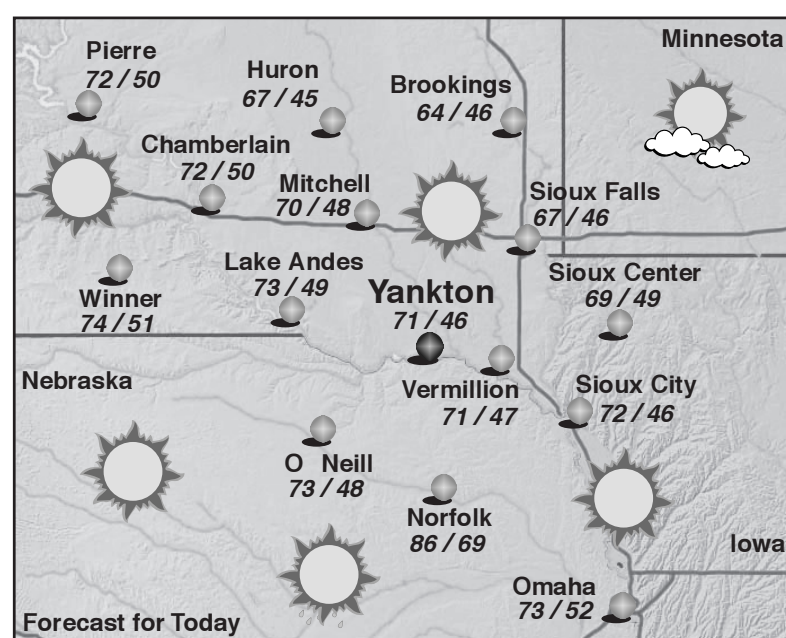 Minnesota
Pierre
72 / 50
Huron
67 / 45
Brookings
64 / 46
Chamberlain
72 / 50
Mitchell
70 / 48
Sioux Falls
67 / 46
Lake Andes
73 / 49
Winner
74 / 51
Yankton
71 / 46
Sioux Center
69 / 49
Nebraska
Vermillion
71 / 47
Sioux City
72 / 46
O Neill
73 / 48
Norfolk
86 / 69
Iowa
Omaha
73 / 52
Forecast for Today